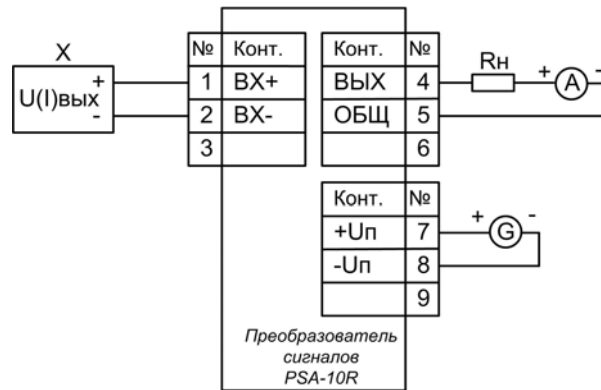 X
U(I)вых
+
-
№ Конт.
1 ВХ+
2 ВХ-
3
Конт. №
ВЫХ 4
ОБЩ 5
6
Rн
+ A -
Конт. №
+Uп 7
-Uп 8
9
+ G -
Преобразователь
сигналов
PSA-10R